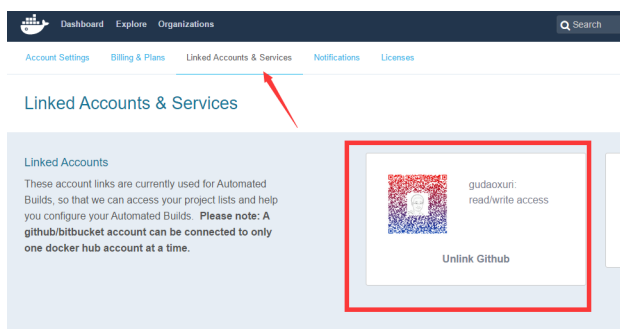 Dashboard Explore Organizations
Search
Account Settings Billing & Plans Linked Accounts & Services Notifications Licenses
Linked Accounts & Services
Linked Accounts
These account links are currently used for Automated
Builds, so that we can access your project lists and help
you configure your Automated Builds. Please note: A
github/bitbucket account can be connected to only
one docker hub account at a time.
gudaoxuri:
read/write access
Unlink Github